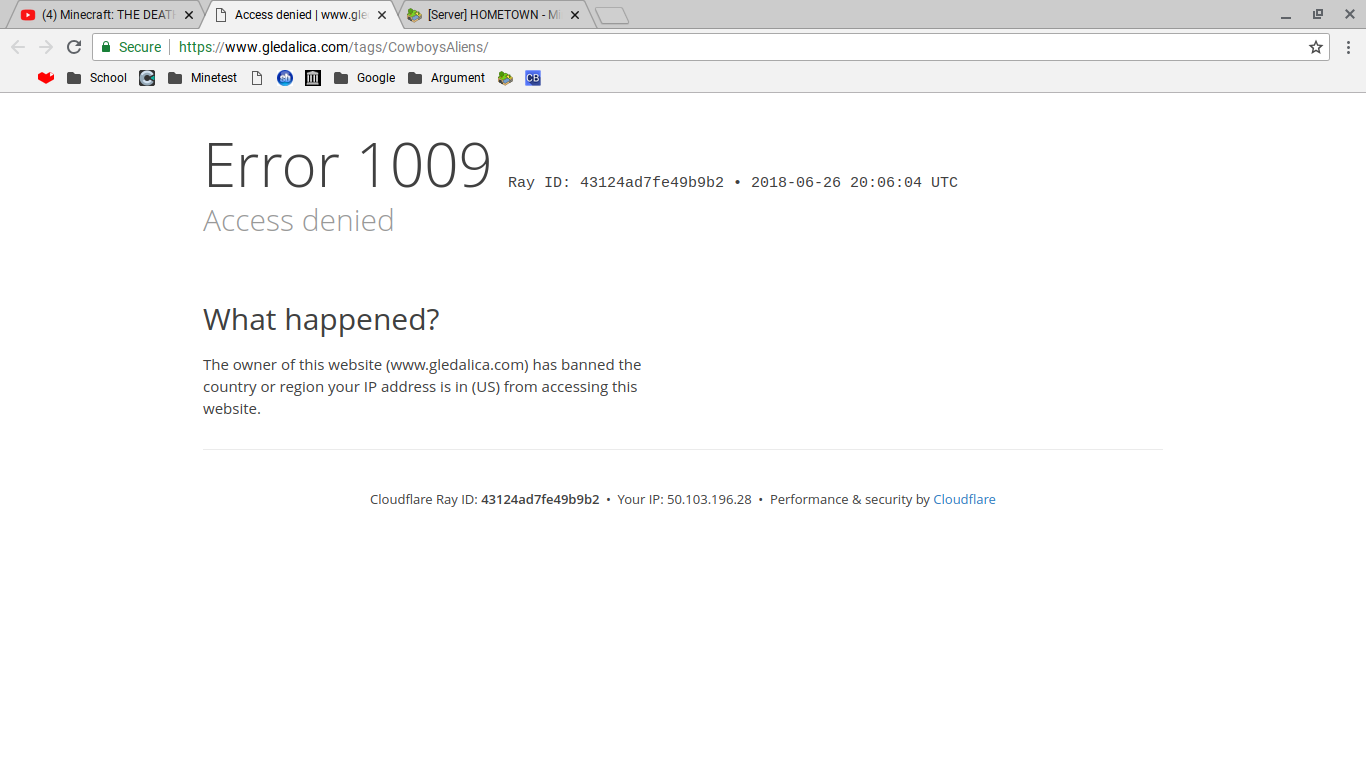 (4) Minecraft: THE DEATH
Access denied | www.gle
[Server] HOMETOWN - Mi
Secure | https://www.gledalica.com/tags/CowboysAliens/
School Minetest Google Argument CB
Error 1009 Ray ID: 43124ad7fe49b9b2 • 2018-06-26 20:06:04 UTC
Access denied
What happened?
The owner of this website (www.gledalica.com) has banned the
country or region your IP address is in (US) from accessing this
website.
Cloudflare Ray ID: 43124ad7fe49b9b2 • Your IP: 50.103.196.28 • Performance & security by Cloudflare